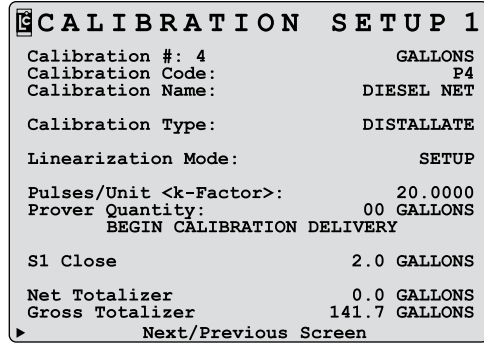 CALIBRATION SETUP 1
Calibration #: 4 GALLONS
Calibration Code: P4
Calibration Name: DIESEL NET
Calibration Type: DISTALLATE
Linearization Mode: SETUP
Pulses/Unit <k-Factor>: 20.0000
Prover Quantity: 00 GALLONS
BEGIN CALIBRATION DELIVERY
S1 Close 2.0 GALLONS
Net Totalizer 0.0 GALLONS
Gross Totalizer 141.7 GALLONS
► Next/Previous Screen